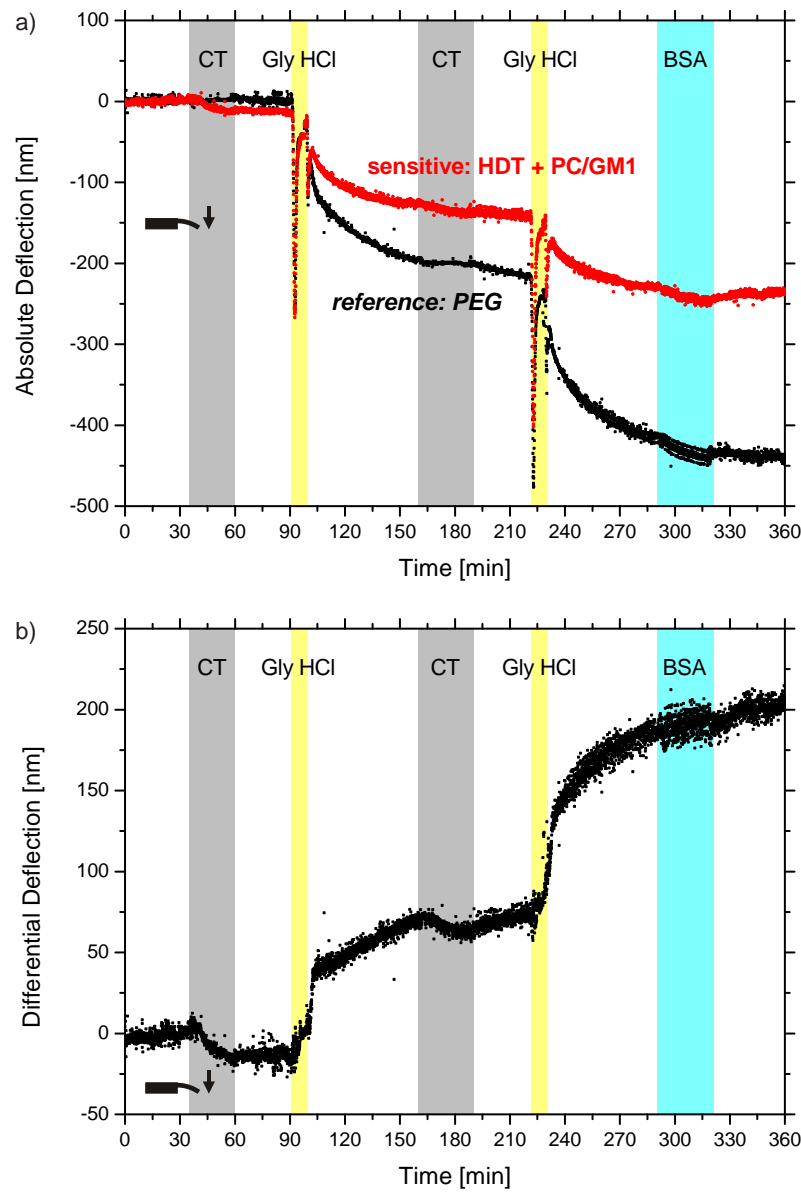 a)
100
0
-100
-200
-300
-400
-500
Absolute Deflection [nm]
CT
Gly HCl
CT
Gly HCl
BSA
sensitive: HDT + PC/GM1
reference: PEG
0 30 60 90 120 150 180 210 240 270 300 330 360
Time [min]
b)
250
200
150
100
50
0
-50
Differential Deflection [nm]
CT
Gly HCl
CT
Gly HCl
BSA
0 30 60 90 120 150 180 210 240 270 300 330 360
Time [min]